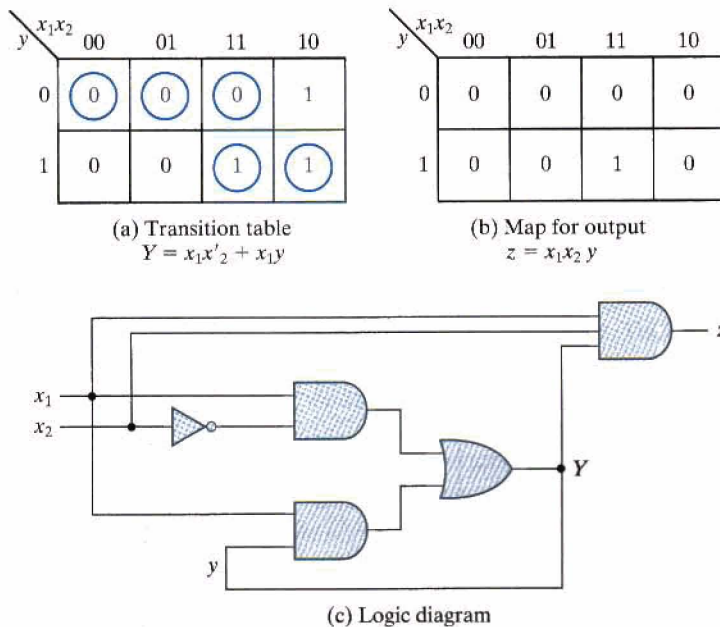 x₁x₂ x₁x₂
y 00 01 11 10 y 00 01 11 10
0 0 0 0 1 0 0 0 0 0
1 0 0 1 1 1 0 0 1 0
(a) Transition table
Y = x₁x'₂ + x₁y
(b) Map for output
z = x₁x₂ y
x₁
x₂
y
Y
z
(c) Logic diagram